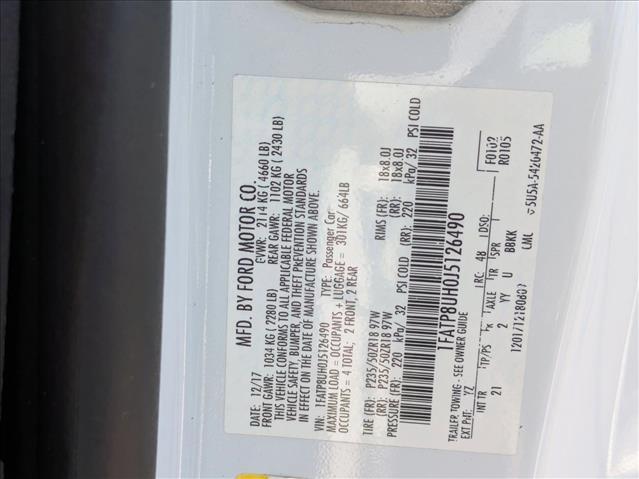 MFD. BY FORD MOTOR CO.
DATE: 12/17 GVWR: 2114 KG ( 4660 LB)
FRONT GAWR: 1034 KG ( 2280 LB) REAR GAWR: 1102 KG ( 2430 LB)
THIS VEHICLE CONFORMS TO ALL APPLICABLE FEDERAL MOTOR
VEHICLE SAFETY, BUMPER, AND THEFT PREVENTION STANDARDS
IN EFFECT ON THE DATE OF MANUFACTURE SHOWN ABOVE.
VIN: 1FATP8UH0J5126490 TYPE: Passenger Car
MAXIMUM LOAD = OCCUPANTS + LUGGAGE = 301KG/ 664LB
OCCUPANTS = 4 TOTAL; 2 FRONT, 2 REAR
TIRE (FR): P235/50ZR18 97W RIMS (FR): 18x8.0J
(RR): P235/50ZR18 97W (RR): 18x8.0J
PRESSURE (FR): 220 kPa/ 32 PSI COLD (RR): 220 kPa/ 32 PSI COLD
1FATP8UH0J5126490
TRAILER TOWING - SEE OWNER GUIDE
EXT PNT: YZ RC: 48 DSO: F0102
R0105
INT TR TP/PS R AXLE TR SPR
21 2 YY U BBKK
LML
5U5A-5420472-AA